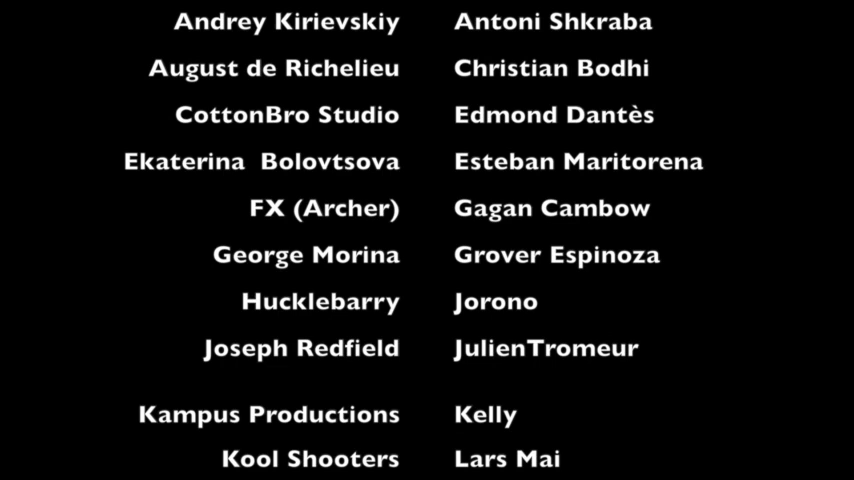 Andrey Kirievskiy Antoni Shkraba
August de Richelieu Christian Bodhi
CottonBro Studio Edmond Dantès
Ekaterina  Bolovtsova Esteban Maritorena
FX (Archer) Gagan Cambow
George Morina Grover Espinoza
Hucklebarry Jorono
Joseph Redfield JulienTromeur
Kampus Productions Kelly
Kool Shooters Lars Mai